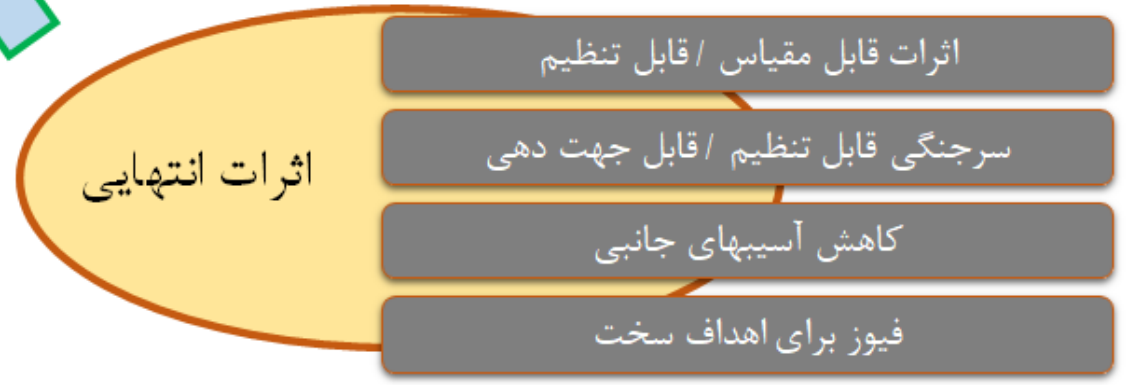 اثرات انتهایی
اثرات قابل مقیاس / قابل تنظیم
سرجنگی قابل تنظیم / قابل جهت دهی
کاهش آسیبهای جانبی
فیوز برای اهداف سخت